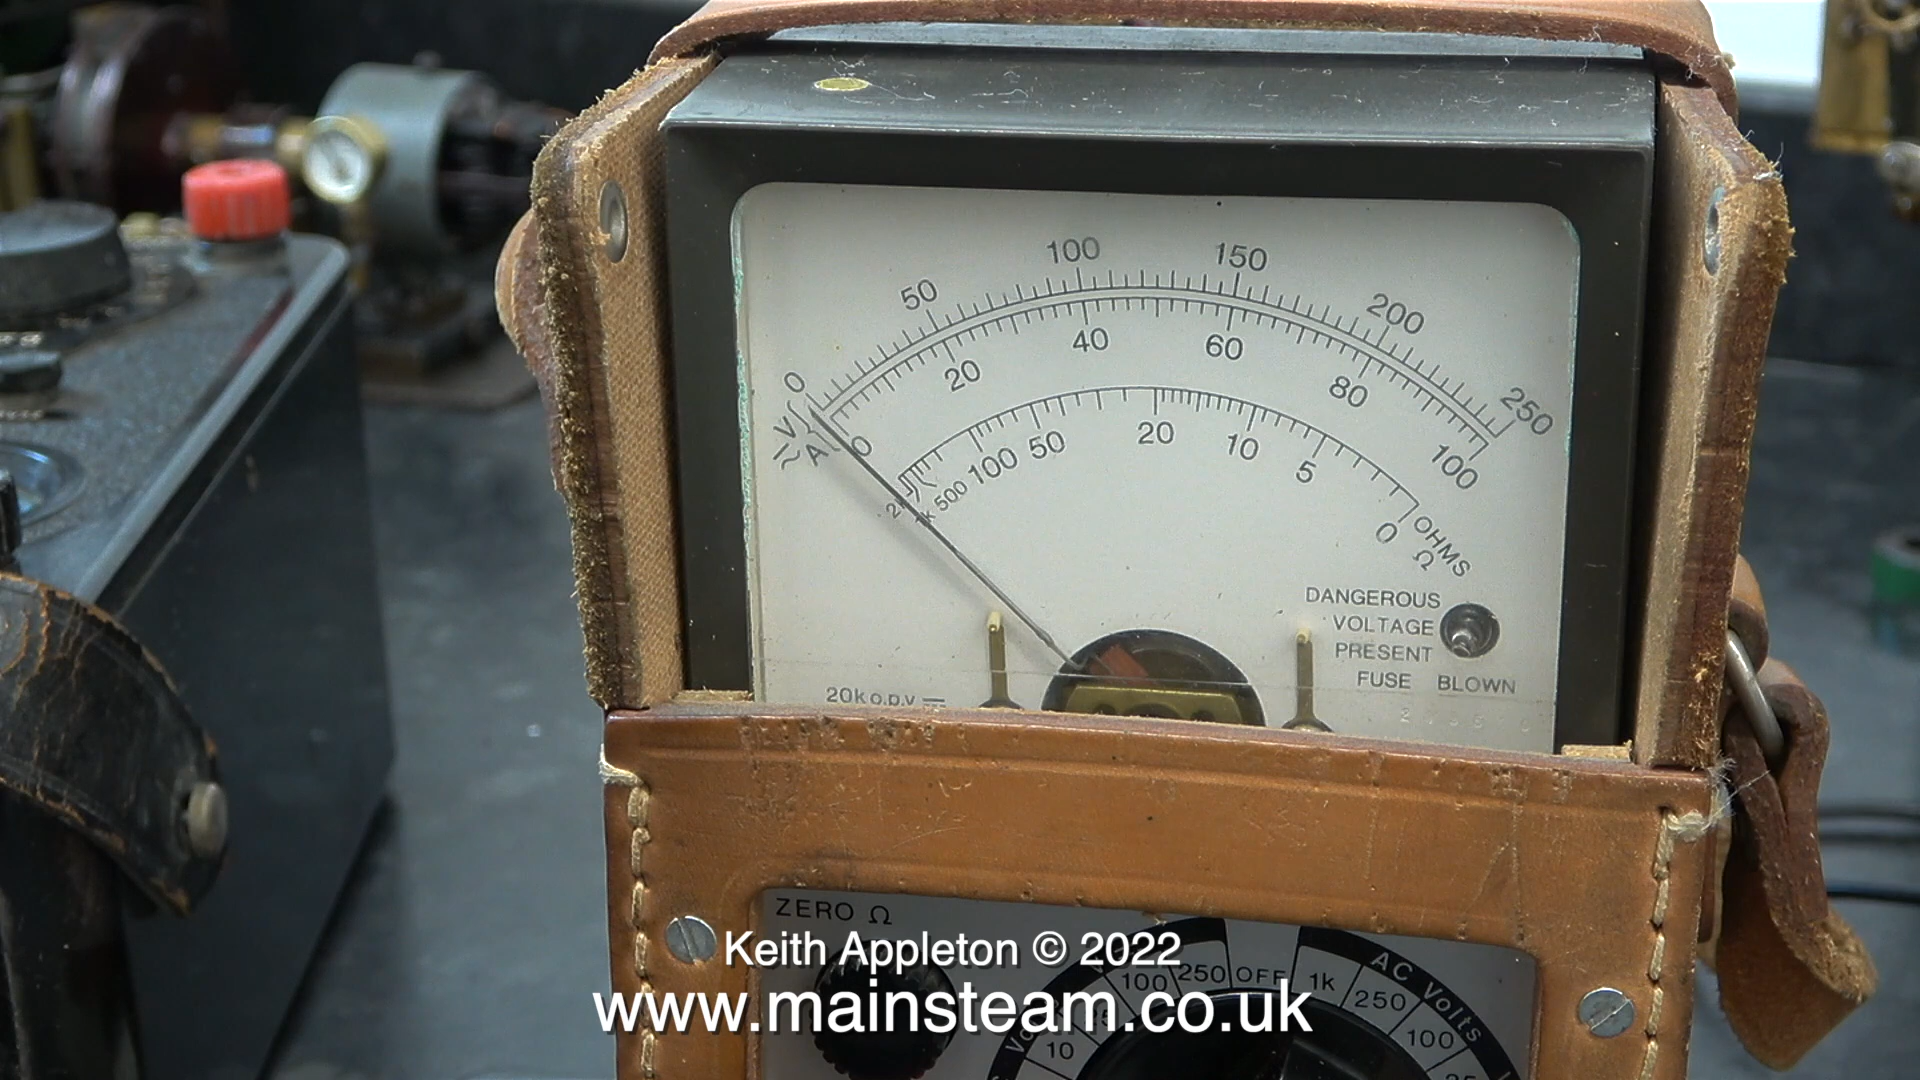 100 150
50 200
0 40 60 250
20 80
V 0 100
A
20 10
100 50 5
500
1k 0 OHMS
Ω
DANGEROUS
VOLTAGE
PRESENT
FUSE BLOWN
20k o.p.v
ZERO Ω
100 250 OFF 1k 250 100
10
AC Volts
Keith Appleton © 2022
www.mainsteam.co.uk